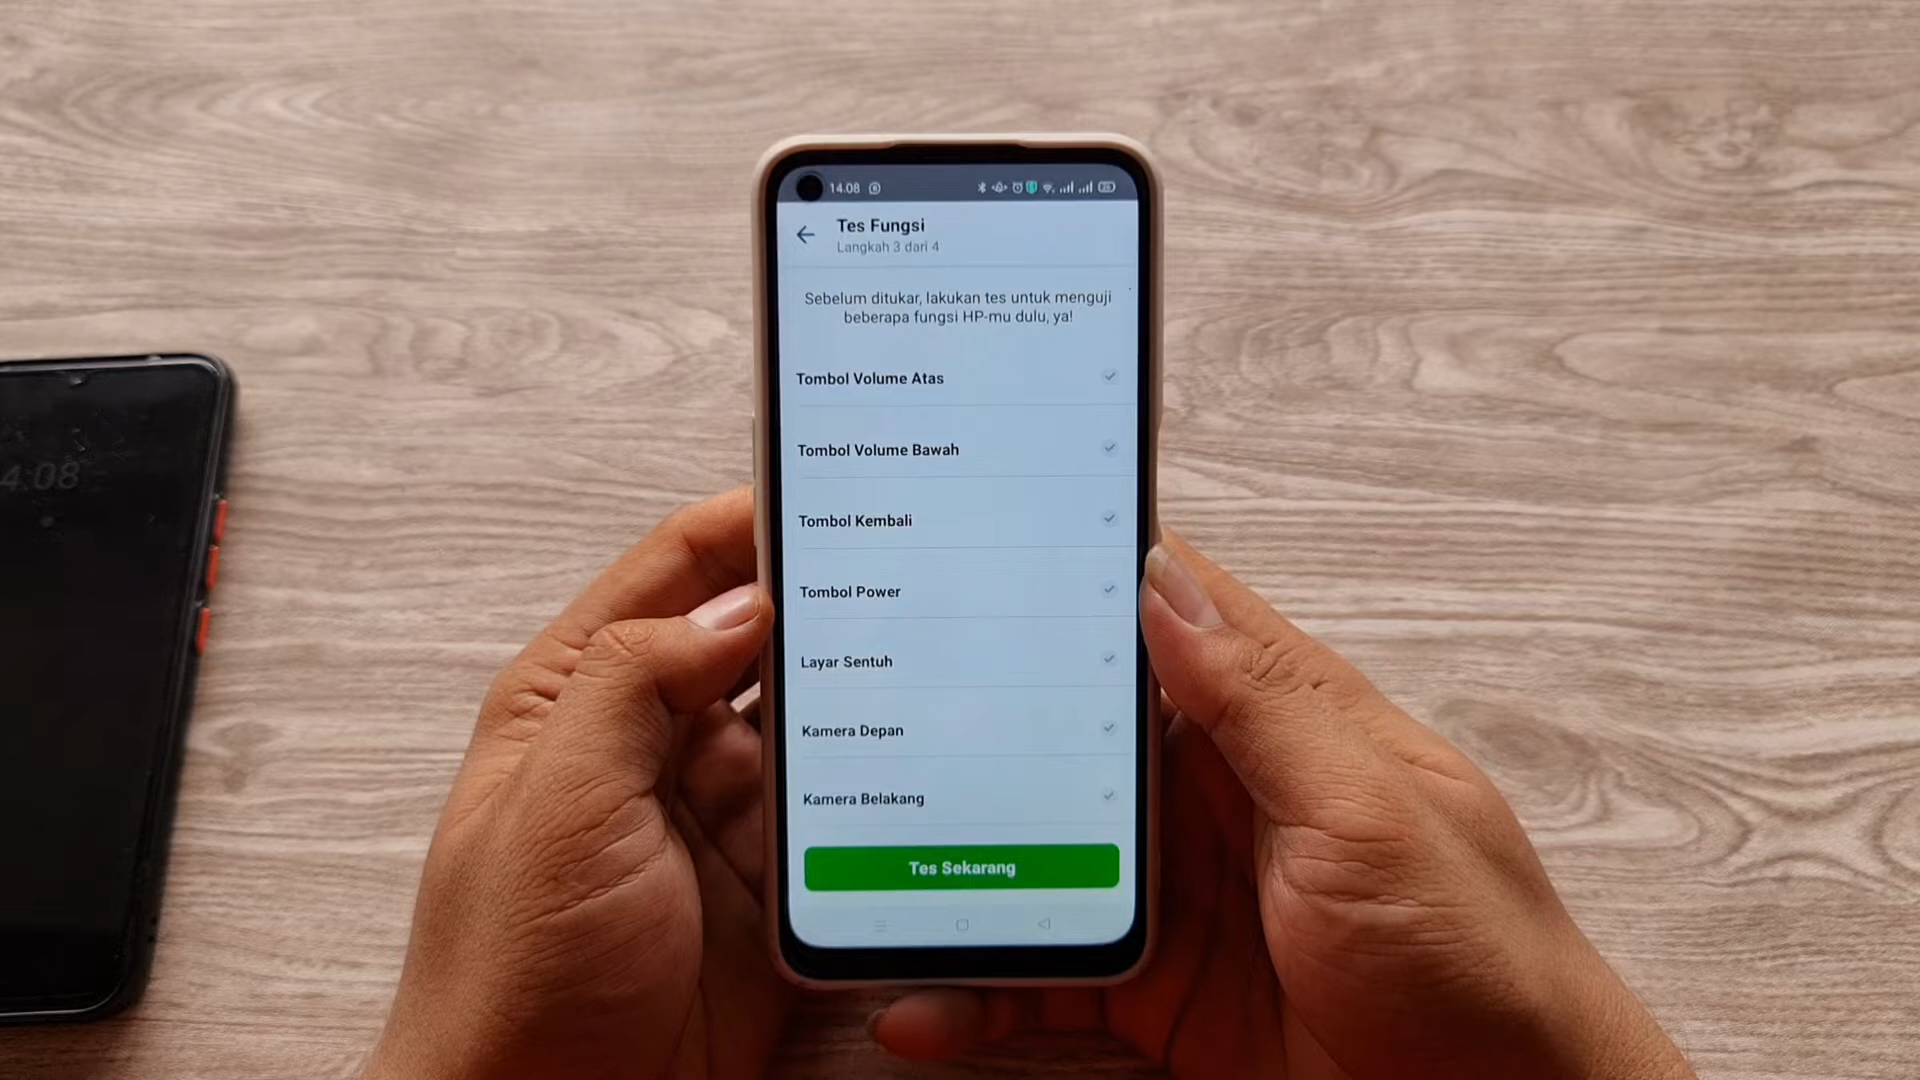 14.08
Tes Fungsi
Langkah 3 dari 4
Sebelum ditukar, lakukan tes untuk menguji
beberapa fungsi HP-mu dulu, ya!
Tombol Volume Atas
Tombol Volume Bawah
Tombol Kembali
Tombol Power
Layar Sentuh
Kamera Depan
Kamera Belakang
Tes Sekarang
4.08